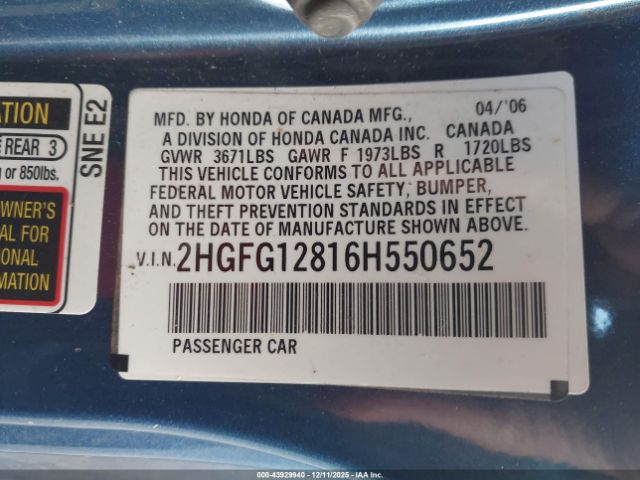 ATION
REAR 3
or 850lbs.
WNER'S
AL FOR
ONAL
RMATION
SNE E2
MFD. BY HONDA OF CANADA MFG., 04/'06
A DIVISION OF HONDA CANADA INC. CANADA
GVWR 3671LBS GAWR F 1973LBS R 1720LBS
THIS VEHICLE CONFORMS TO ALL APPLICABLE
FEDERAL MOTOR VEHICLE SAFETY, BUMPER,
AND THEFT PREVENTION STANDARDS IN EFFECT
ON THE DATE OF MANUFACTURE SHOWN ABOVE.
V.I.N. 2HGFG12816H550652
PASSENGER CAR
000-43929940 - 12/11/2025 - IAA Inc.